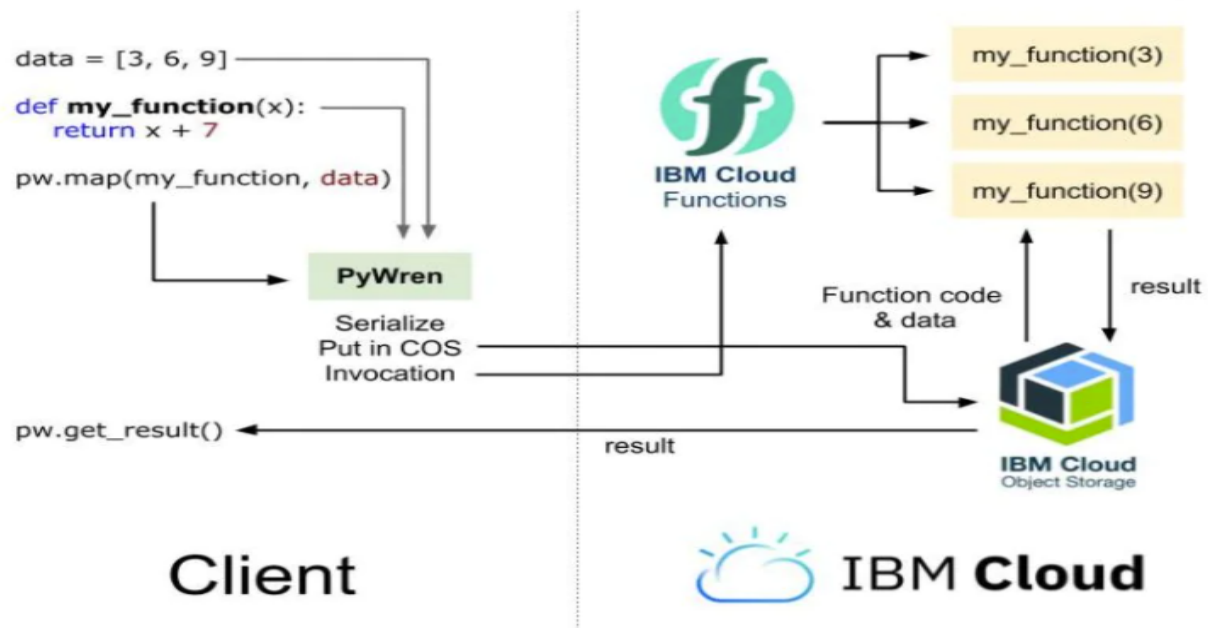 data = [3, 6, 9]
def my_function(x):
return x + 7
pw.map(my_function, data)
PyWren
Serialize
Put in COS
Invocation
pw.get_result()
result
Client
IBM Cloud
Functions
my_function(3)
my_function(6)
my_function(9)
Function code
& data
result
IBM Cloud
Object Storage
IBM Cloud